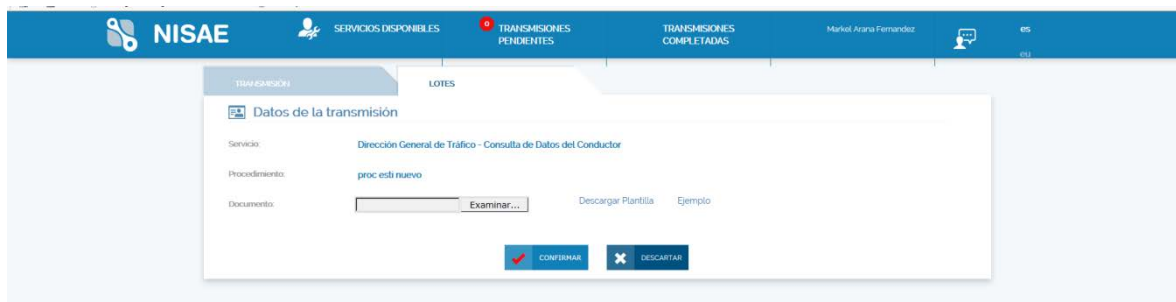 NISAE
SERVICIOS DISPONIBLES
0
TRANSMISIONES
PENDIENTES
TRANSMISIONES
COMPLETADAS
Markel Arana Fernandez
es
eu
TRANSMISIÓN
LOTES
Datos de la transmisión
Servicio:
Dirección General de Tráfico - Consulta de Datos del Conductor
Procedimiento:
proc esti nuevo
Documento:
Examinar...
Descargar Plantilla
Ejemplo
CONFIRMAR
DESCARTAR